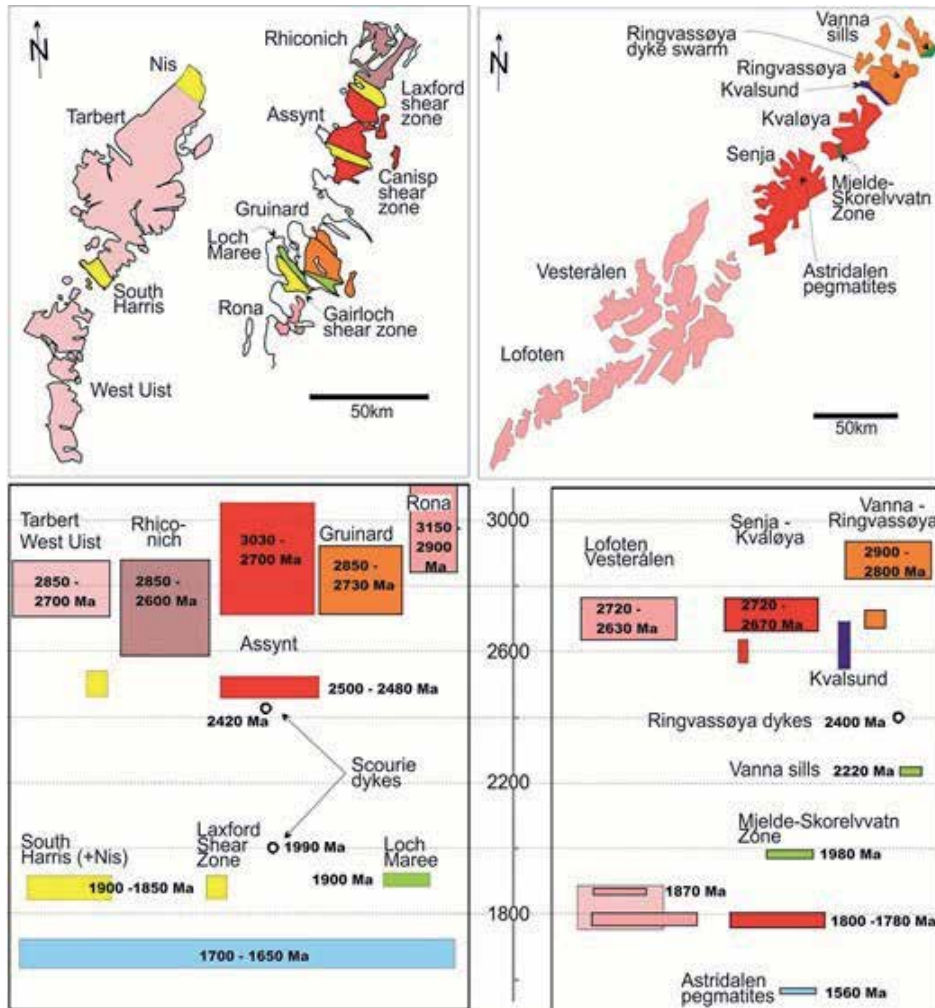 N
Nis
Tarbert
South
Harris
West Uist
Rhiconich
Laxford
shear
zone
Assynt
Canisp
shear
zone
Gruinard
Loch
Maree
Rona
Gairloch
shear zone
50km
N
Vanna
sills
Ringvassøya
dyke swarm
Ringvassøya
Kvalsund
Kvaløya
Senja
Mjelde-
Skorelvvatn
Zone
Astridalen
pegmatites
Vesterålen
Lofoten
50km
Tarbert
West Uist
2850 -
2700 Ma
Rhico-
nich
2850 -
2600 Ma
3030 -
2700 Ma
Assynt
Gruinard
2850 -
2730 Ma
Rona
3150 -
2900
Ma
2500 - 2480 Ma
2420 Ma
Scourie
dykes
1990 Ma
South
Harris (+Nis)
1900 -1850 Ma
Laxford
Shear
Zone
Loch
Maree
1900 Ma
1700 - 1650 Ma
3000
2600
2200
1800
Lofoten
Vesterålen
2720 -
2630 Ma
Senja -
Kvaløya
2720 -
2670 Ma
Vanna -
Ringvassøya
2900 -
2800 Ma
Kvalsund
Ringvassøya dykes 2400 Ma
Vanna sills 2220 Ma
Mjelde-Skorelvvatn
Zone
1980 Ma
1870 Ma
1800 -1780 Ma
Astridalen
pegmatites
1560 Ma